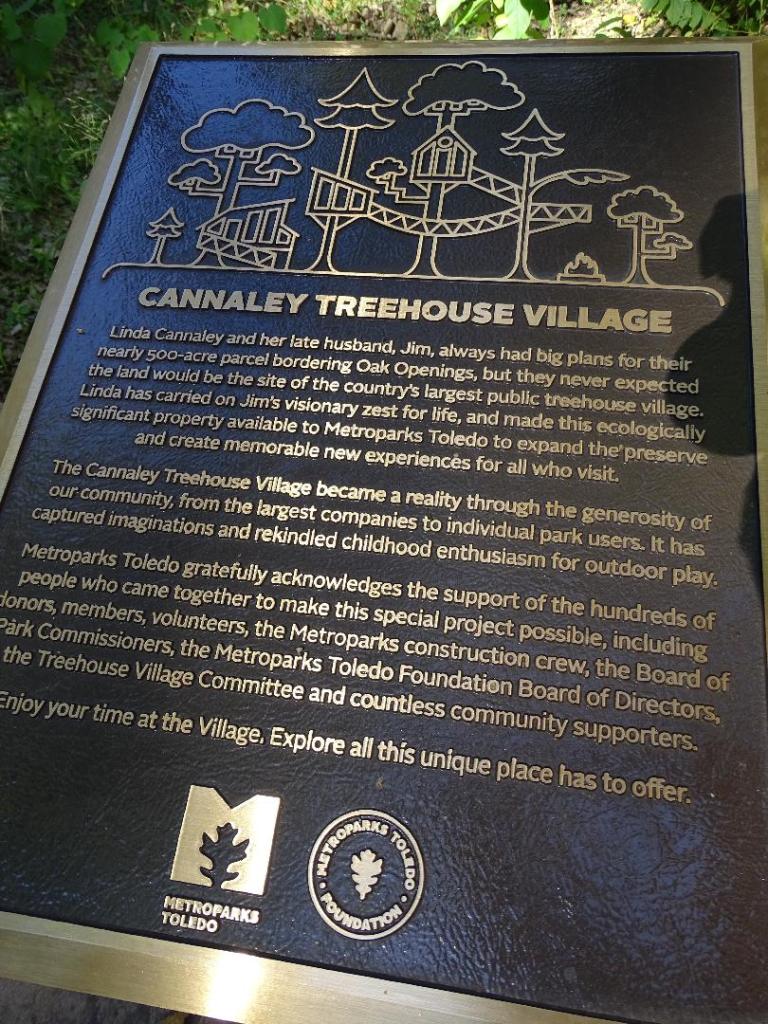 CANNALEY TREEHOUSE VILLAGE
Linda Cannaley and her late husband, Jim, always had big plans for their
nearly 500-acre parcel bordering Oak Openings, but they never expected
the land would be the site of the country's largest public treehouse village.
Linda has carried on Jim's visionary zest for life, and made this ecologically
significant property available to Metroparks Toledo to expand the preserve
and create memorable new experiences for all who visit.
The Cannaley Treehouse Village became a reality through the generosity of
our community, from the largest companies to individual park users. It has
captured imaginations and rekindled childhood enthusiasm for outdoor play.
Metroparks Toledo gratefully acknowledges the support of the hundreds of
people who came together to make this special project possible, including
donors, members, volunteers, the Metroparks construction crew, the Board of
Park Commissioners, the Metroparks Toledo Foundation Board of Directors,
the Treehouse Village Committee and countless community supporters.
Enjoy your time at the Village. Explore all this unique place has to offer.
METROPARKS
TOLEDO
METROPARKS TOLEDO
FOUNDATION